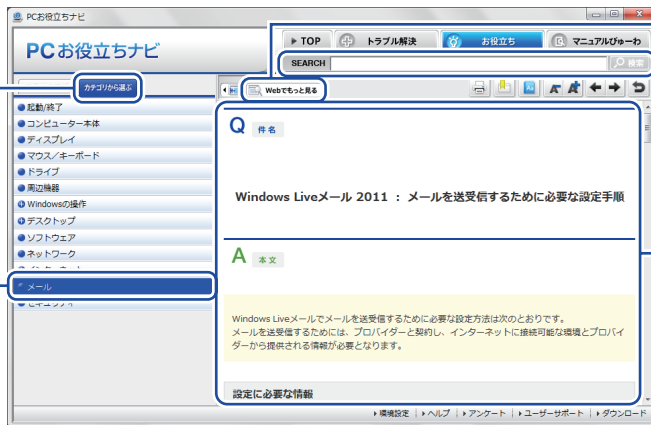 PCお役立ちナビ
PCお役立ちナビ
TOP
トラブル解決
お役立ち
マニュアルびゅーわ
SEARCH
検索
カテゴリから選ぶ
Webでもっと見る
起動/終了
コンピューター本体
ディスプレイ
マウス/キーボード
ドライブ
周辺機器
Windowsの操作
デスクトップ
ソフトウェア
ネットワーク
メール
Q 件名
Windows Liveメール 2011 : メールを送受信するために必要な設定手順
A 本文
Windows Liveメールでメールを送受信するために必要な設定方法は次のとおりです。
メールを送受信するためには、プロバイダーと契約し、インターネットに接続可能な環境とプロバイ
ダーから提供される情報が必要となります。
設定に必要な情報
環境設定 ヘルプ アンケート ユーザーサポート ダウンロード